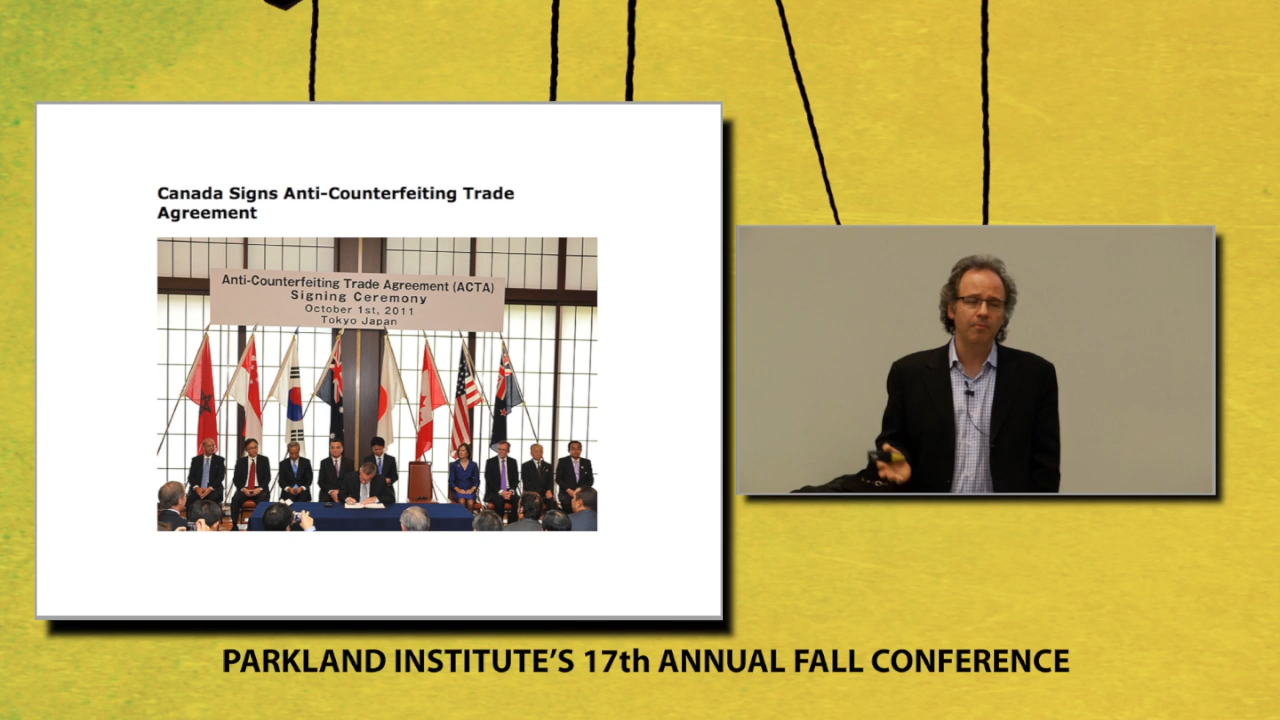 Canada Signs Anti-Counterfeiting Trade
Agreement
Anti-Counterfeiting Trade Agreement (ACTA)
Signing Ceremony
October 1st, 2011
Tokyo Japan
PARKLAND INSTITUTE'S 17th ANNUAL FALL CONFERENCE